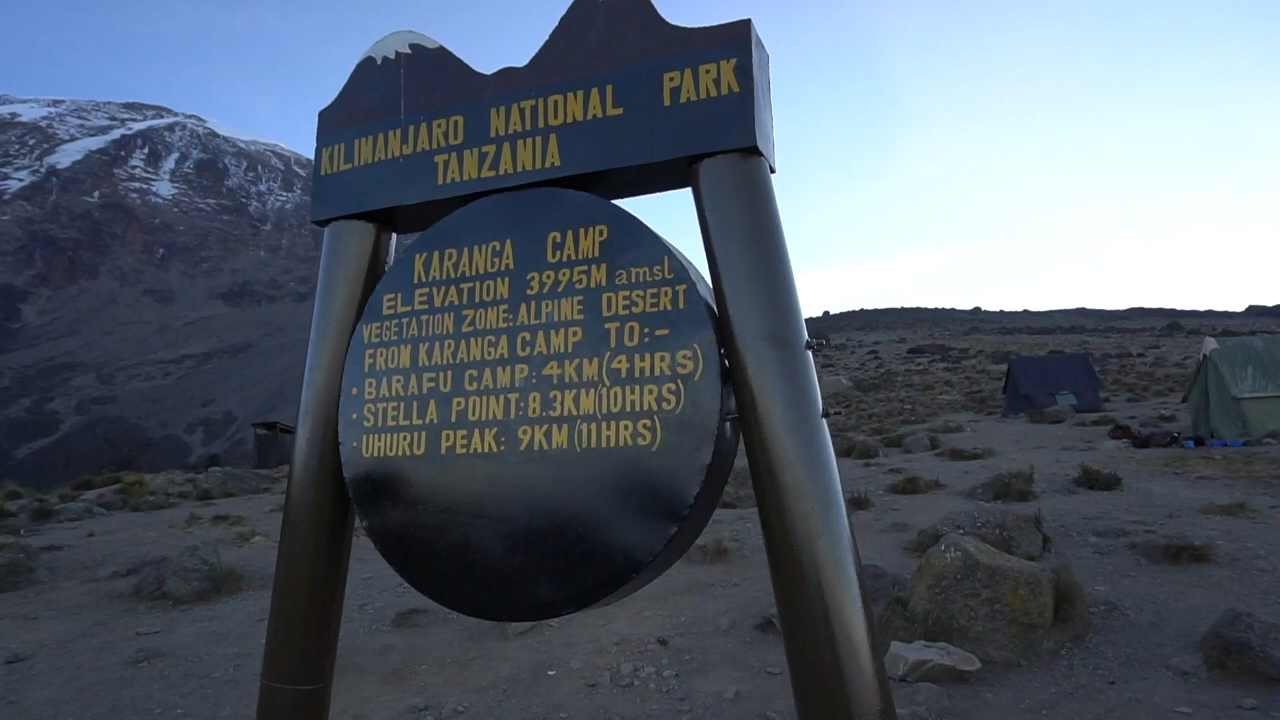 KILIMANJARO NATIONAL PARK
TANZANIA
KARANGA CAMP
ELEVATION 3995M amsl
VEGETATION ZONE: ALPINE DESERT
FROM KARANGA CAMP TO:-
• BARAFU CAMP: 4KM(4HRS)
• STELLA POINT: 8.3KM(10HRS)
• UHURU PEAK: 9KM (11HRS)